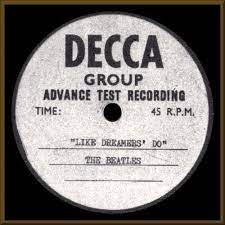 DECCA
GROUP
ADVANCE TEST RECORDING
TIME: 45 R.P.M.
"LIKE DREAMERS' DO"
THE BEATLES